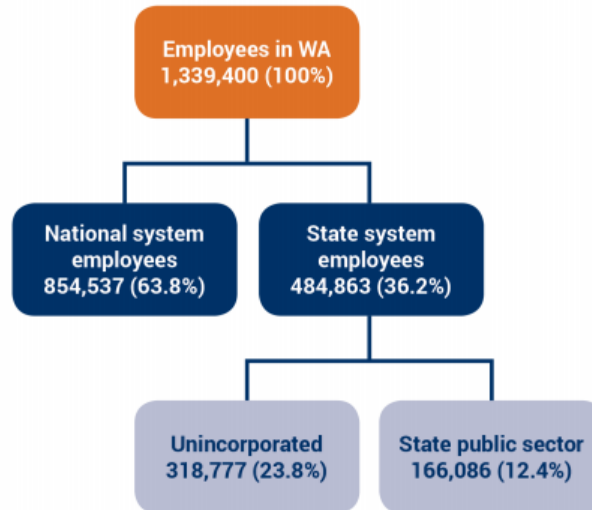 Employees in WA
1,339,400 (100%)
National system
employees
854,537 (63.8%)
State system
employees
484,863 (36.2%)
Unincorporated
318,777 (23.8%)
State public sector
166,086 (12.4%)